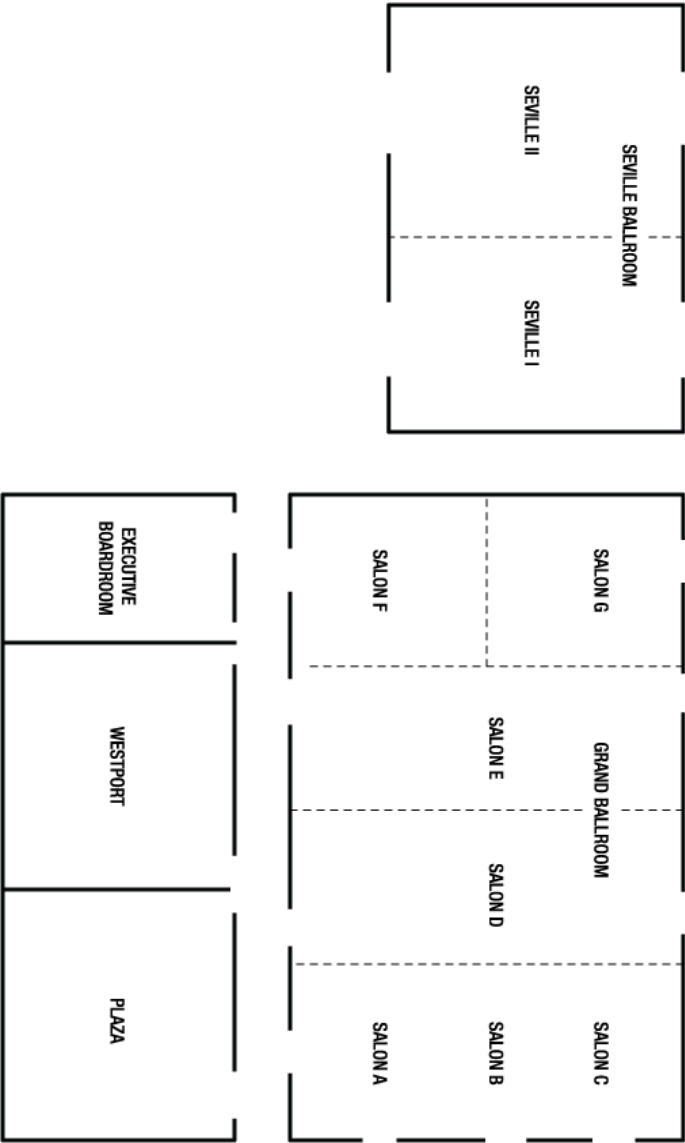 SEVILLE BALLROOM
SEVILLE II
SEVILLE I
SALON G
GRAND BALLROOM
SALON C
SALON E
SALON D
SALON B
SALON F
SALON A
EXECUTIVE
BOARDROOM
WESTPORT
PLAZA